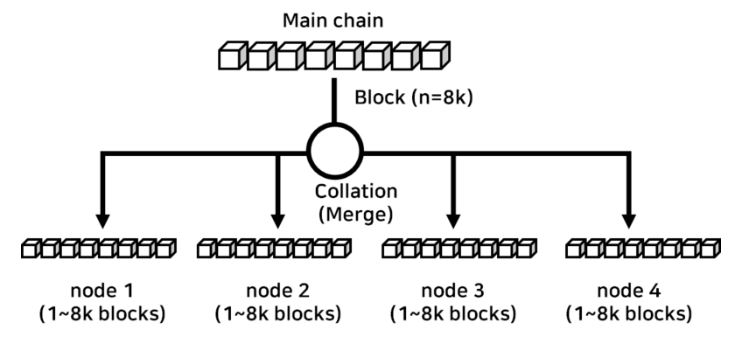 Main chain
Block (n=8k)
Collation
(Merge)
node 1
(1~8k blocks)
node 2
(1~8k blocks)
node 3
(1~8k blocks)
node 4
(1~8k blocks)